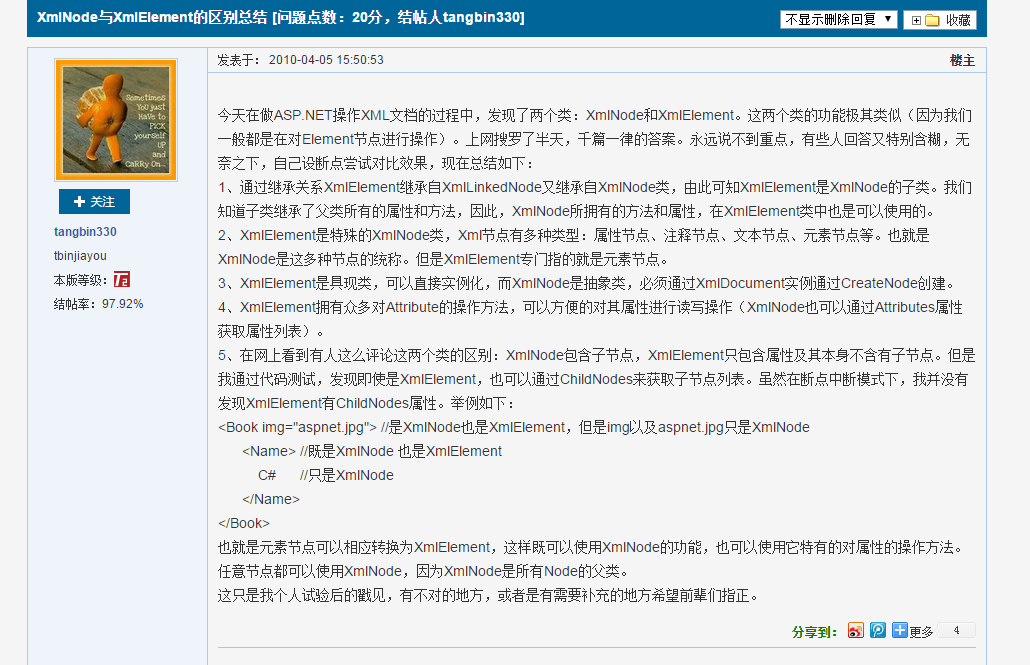 XmlNode与XmlElement的区别总结 [问题点数：20分，结帖人tangbin330]
不显示删除回复 收藏
发表于： 2010-04-05 15:50:53 楼主
Sometimes
You just
Have to
Pick
yourself
up
and
Carry On...
关注
tangbin330
tbinjiayou
本版等级：
结帖率：97.92%
今天在做ASP.NET操作XML文档的过程中，发现了两个类：XmlNode和XmlElement。这两个类的功能极其类似（因为我们
一般都是在对Element节点进行操作）。上网搜罗了半天，千篇一律的答案。永远说不到重点，有些人回答又特别含糊，无
奈之下，自己设断点尝试对比效果，现在总结如下：
1、通过继承关系XmlElement继承自XmlLinkedNode又继承自XmlNode类，由此可知XmlElement是XmlNode的子类。我们
知道子类继承了父类所有的属性和方法，因此，XmlNode所拥有的方法和属性，在XmlElement类中也是可以使用的。
2、XmlElement是特殊的XmlNode类，Xml节点有多种类型：属性节点、注释节点、文本节点、元素节点等。也就是
XmlNode是这多种节点的统称。但是XmlElement专门指的就是元素节点。
3、XmlElement是具现类，可以直接实例化，而XmlNode是抽象类，必须通过XmlDocument实例通过CreateNode创建。
4、XmlElement拥有众多对Attribute的操作方法，可以方便的对其属性进行读写操作（XmlNode也可以通过Attributes属性
获取属性列表）。
5、在网上看到有人这么评论这两个类的区别：XmlNode包含子节点，XmlElement只包含属性及其本身不含有子节点。但是
我通过代码测试，发现即使是XmlElement，也可以通过ChildNodes来获取子节点列表。虽然在断点中断模式下，我并没有
发现XmlElement有ChildNodes属性。举例如下：
<Book img="aspnet.jpg"> //是XmlNode也是XmlElement，但是img以及aspnet.jpg只是XmlNode
<Name> //既是XmlNode 也是XmlElement
C# //只是XmlNode
</Name>
</Book>
也就是元素节点可以相应转换为XmlElement，这样既可以使用XmlNode的功能，也可以使用它特有的对属性的操作方法。
任意节点都可以使用XmlNode，因为XmlNode是所有Node的父类。
这只是我个人试验后的戳见，有不对的地方，或者是有需要补充的地方希望前辈们指正。
分享到： 更多 4